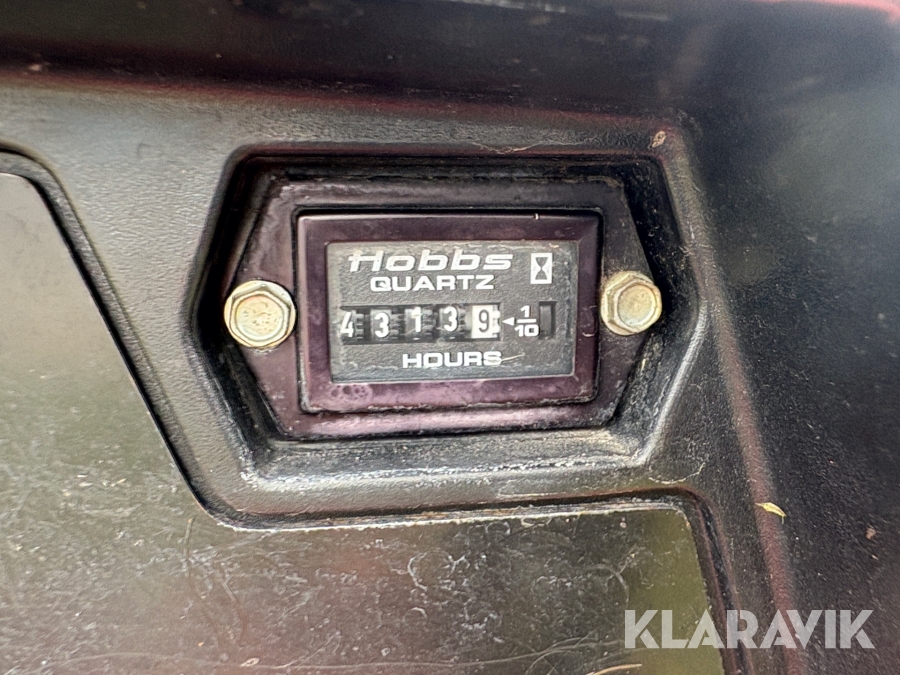 Hobbs
QUARTZ
43139 1/10
HOURS
KLARAVIK